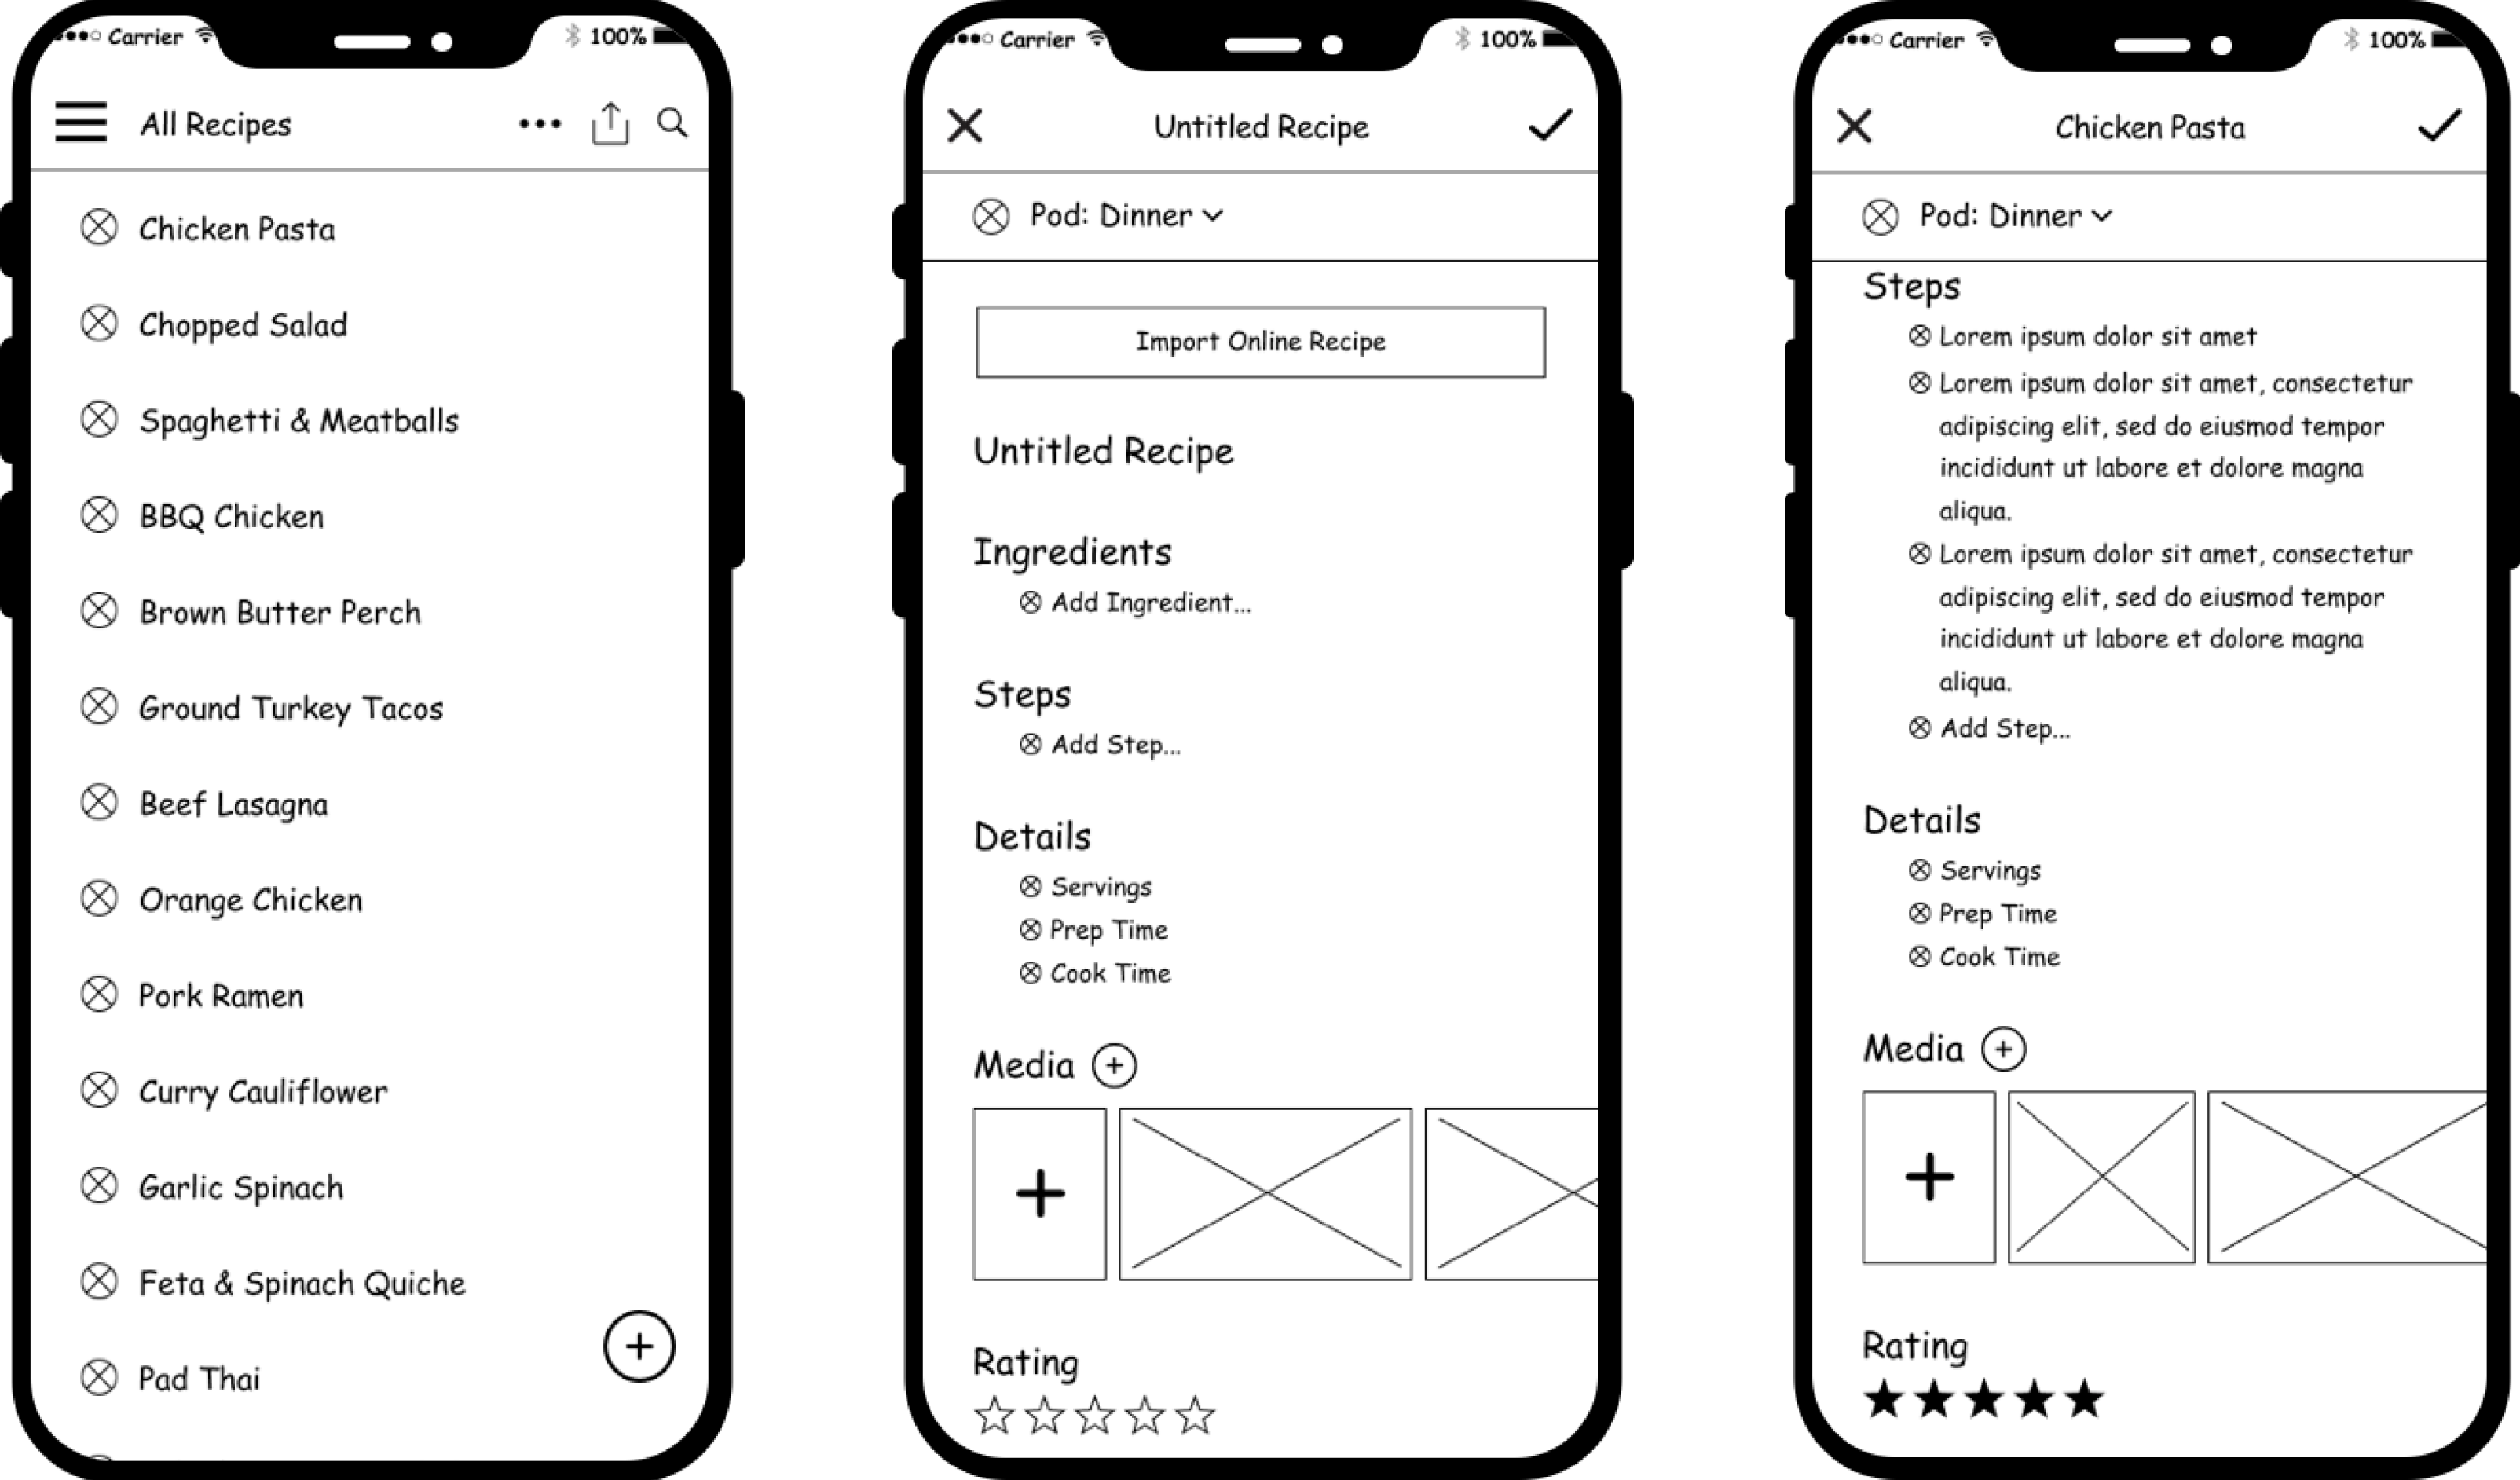 Carrier 100%
All Recipes
Chicken Pasta
Chopped Salad
Spaghetti & Meatballs
BBQ Chicken
Brown Butter Perch
Ground Turkey Tacos
Beef Lasagna
Orange Chicken
Pork Ramen
Curry Cauliflower
Garlic Spinach
Feta & Spinach Quiche
Pad Thai
Carrier 100%
Untitled Recipe
Pod: Dinner
Import Online Recipe
Untitled Recipe
Ingredients
Add Ingredient...
Steps
Add Step...
Details
Servings
Prep Time
Cook Time
Media
Rating
Carrier 100%
Chicken Pasta
Pod: Dinner
Steps
Lorem ipsum dolor sit amet
Lorem ipsum dolor sit amet, consectetur
adipiscing elit, sed do eiusmod tempor
incididunt ut labore et dolore magna
aliqua.
Lorem ipsum dolor sit amet, consectetur
adipiscing elit, sed do eiusmod tempor
incididunt ut labore et dolore magna
aliqua.
Add Step...
Details
Servings
Prep Time
Cook Time
Media
Rating